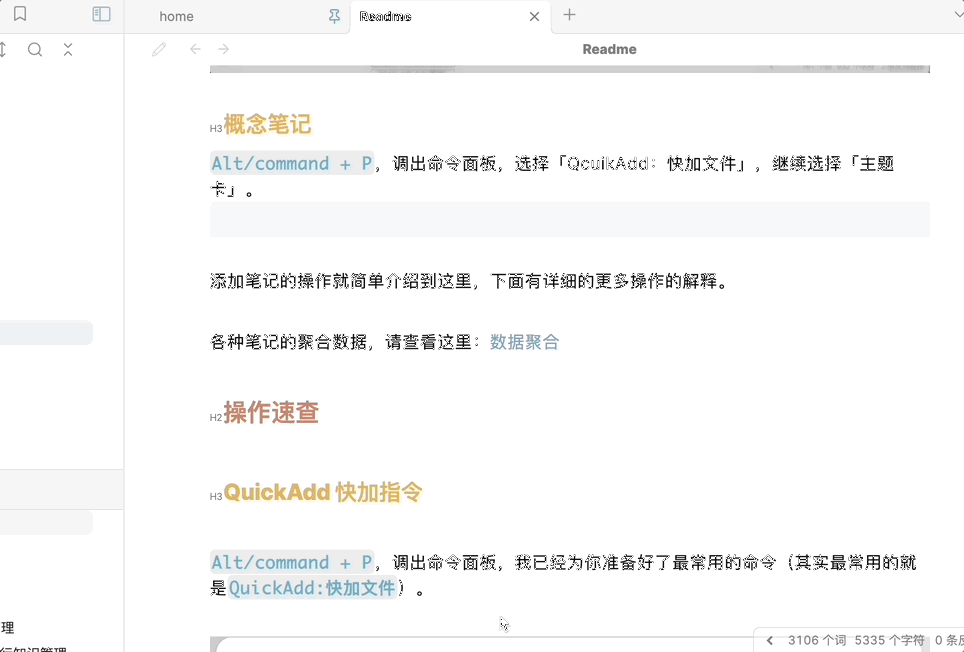 home
Readme
Readme
H3概念笔记
Alt/command + P，调出命令面板，选择「QcuikAdd：快加文件」，继续选择「主题
卡」。
添加笔记的操作就简单介绍到这里，下面有详细的更多操作的解释。
各种笔记的聚合数据，请查看这里：数据聚合
H2操作速查
H3QuickAdd 快加指令
Alt/command + P，调出命令面板，我已经为你准备好了最常用的命令（其实最常用的就
是QuickAdd:快加文件）。
理
3106 个词 5335 个字符 0 条